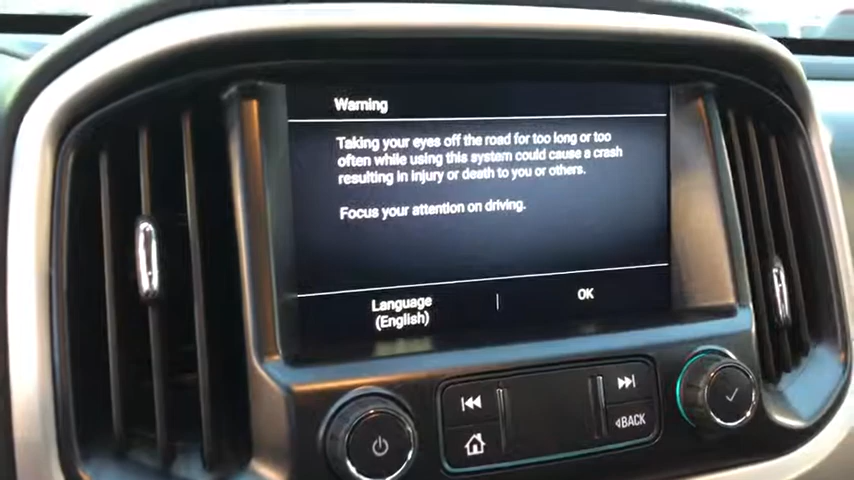 Warning
Taking your eyes off the road for too long or too
often while using this system could cause a crash
resulting in injury or death to you or others.
Focus your attention on driving.
Language
(English)
OK
BACK